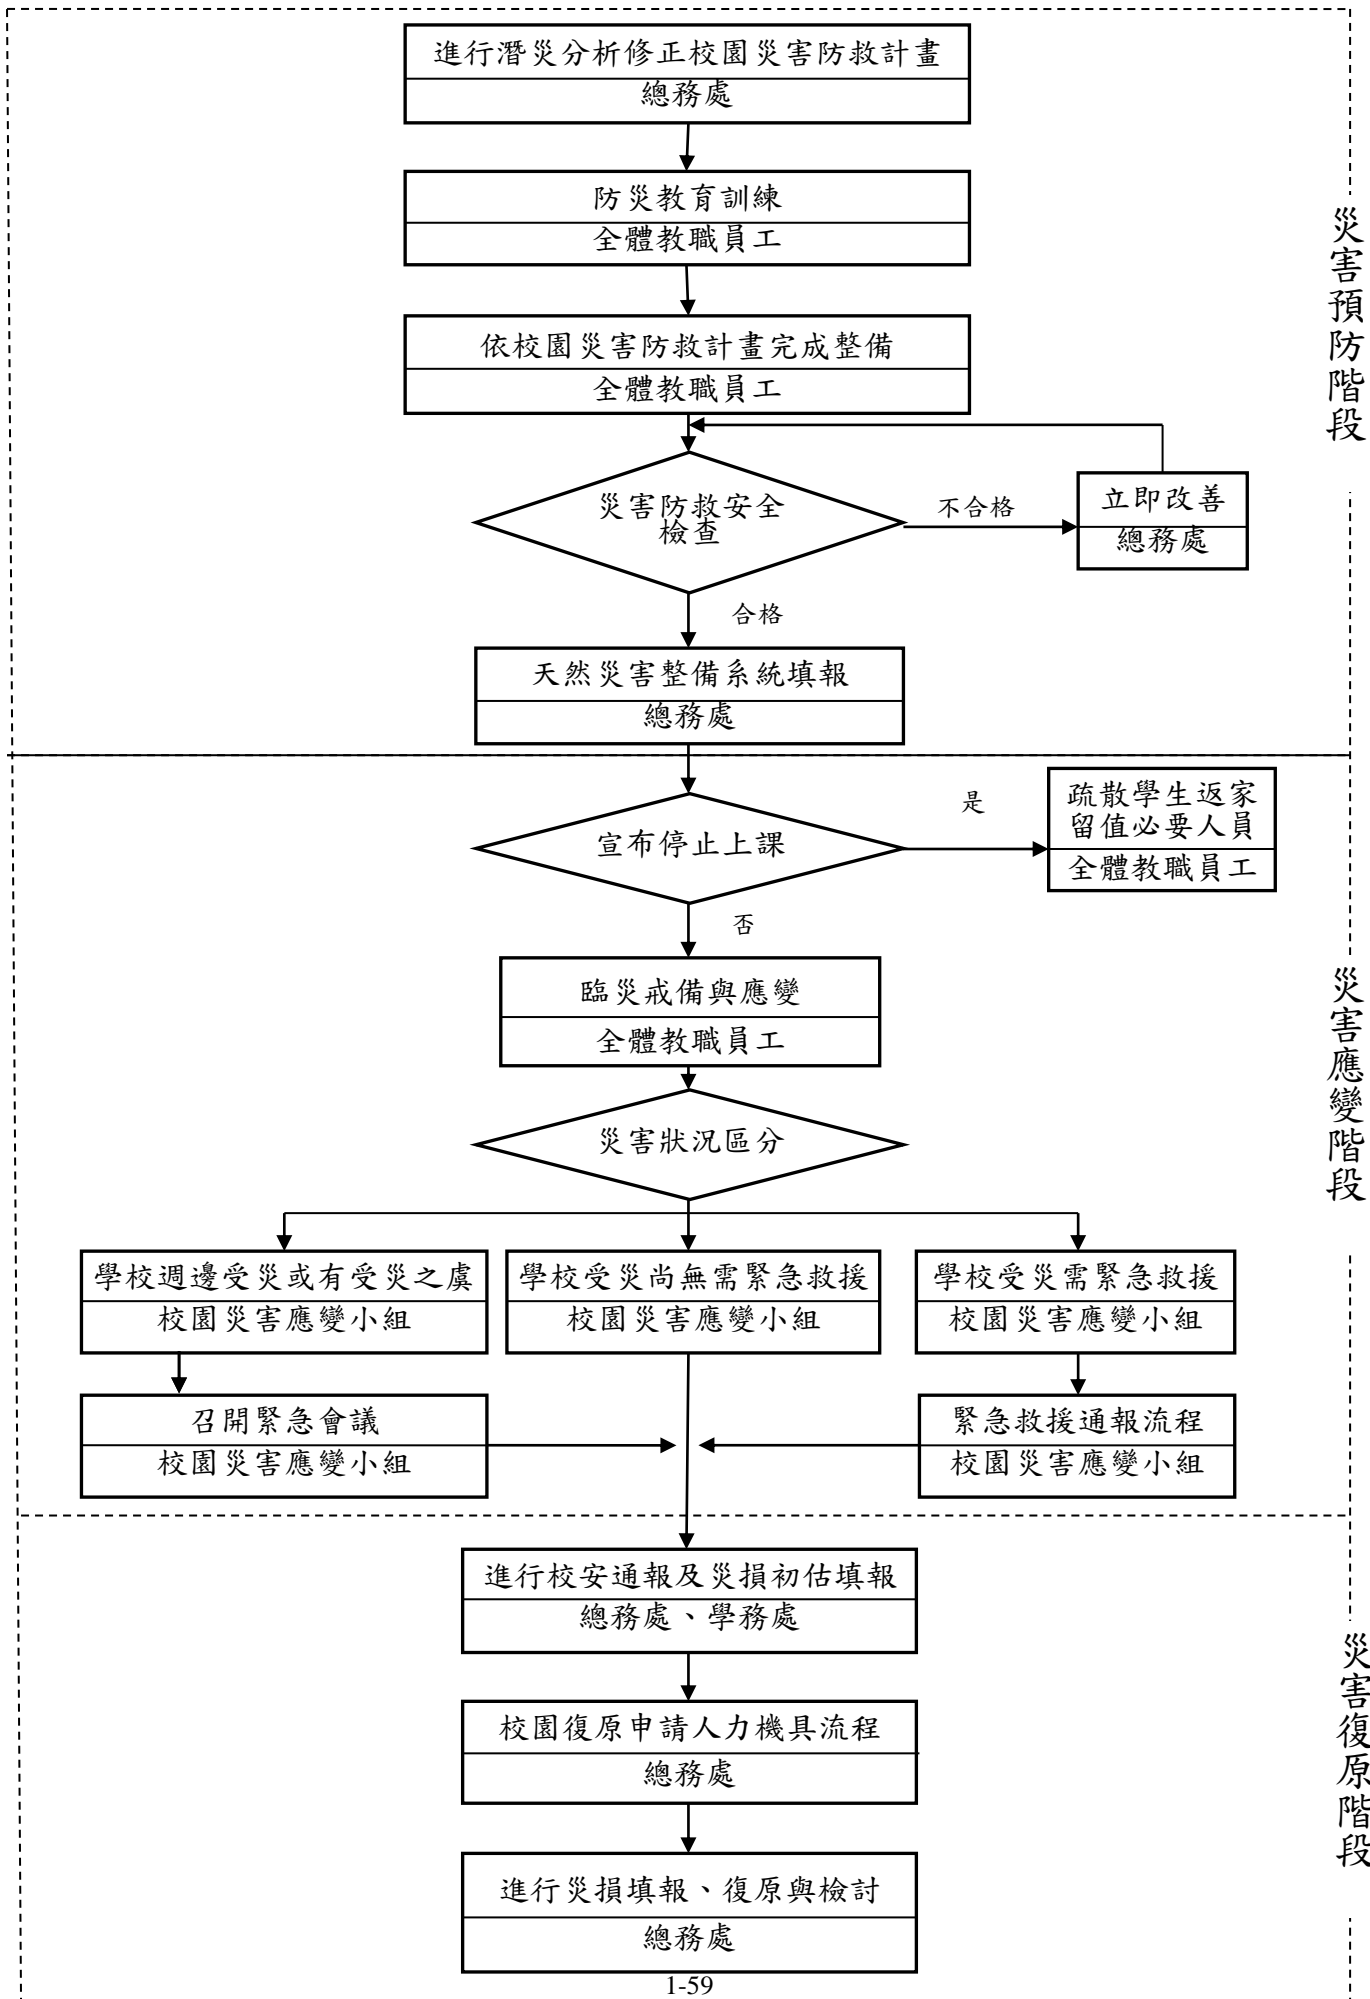 進行潛災分析修正校園災害防救計畫
總務處
防災教育訓練
全體教職員工
依校園災害防救計畫完成整備
全體教職員工
災害防救安全
檢查
不合格
立即改善
總務處
合格
天然災害整備系統填報
總務處
災害預防階段
宣布停止上課
是
疏散學生返家
留值必要人員
全體教職員工
否
臨災戒備與應變
全體教職員工
災害狀況區分
學校週邊受災或有受災之虞
校園災害應變小組
學校受災尚無需緊急救援
校園災害應變小組
學校受災需緊急救援
校園災害應變小組
召開緊急會議
校園災害應變小組
緊急救援通報流程
校園災害應變小組
災害應變階段
進行校安通報及災損初估填報
總務處、學務處
校園復原申請人力機具流程
總務處
進行災損填報、復原與檢討
總務處
災害復原階段
1-59